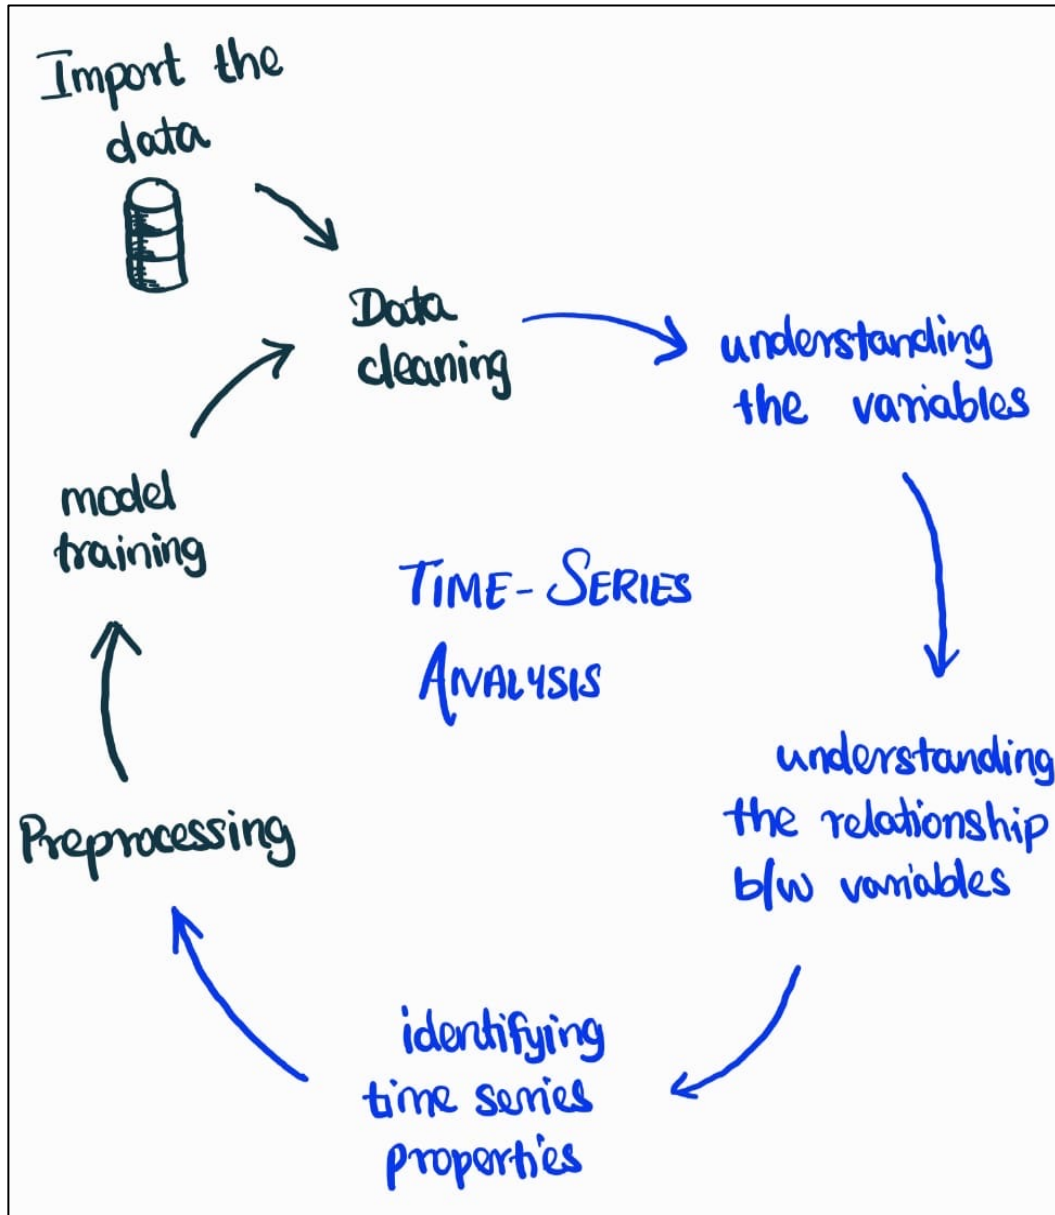 Import the
data
Data
cleaning
understanding
the variables
understanding
the relationship
b/w variables
identifying
time series
properties
Preprocessing
model
training
TIME-SERIES
ANALYSIS